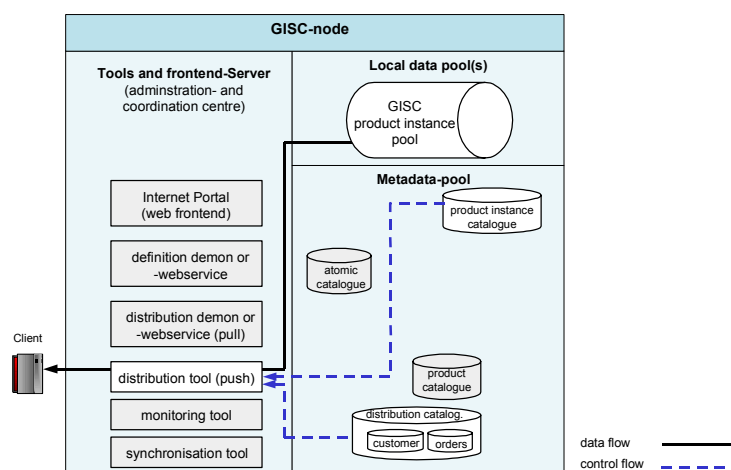 GISC-node
Tools and frontend-Server
(adminstration- and
coordination centre)
Local data pool(s)
GISC
product instance
pool
Metadata-pool
Internet Portal
(web frontend)
product instance
catalogue
definition demon or
-webservice
atomic
catalogue
distribution demon or
-webservice (pull)
Client
distribution tool (push)
product
catalogue
monitoring tool
distribution catalog.
customer
orders
synchronisation tool
data flow
control flow